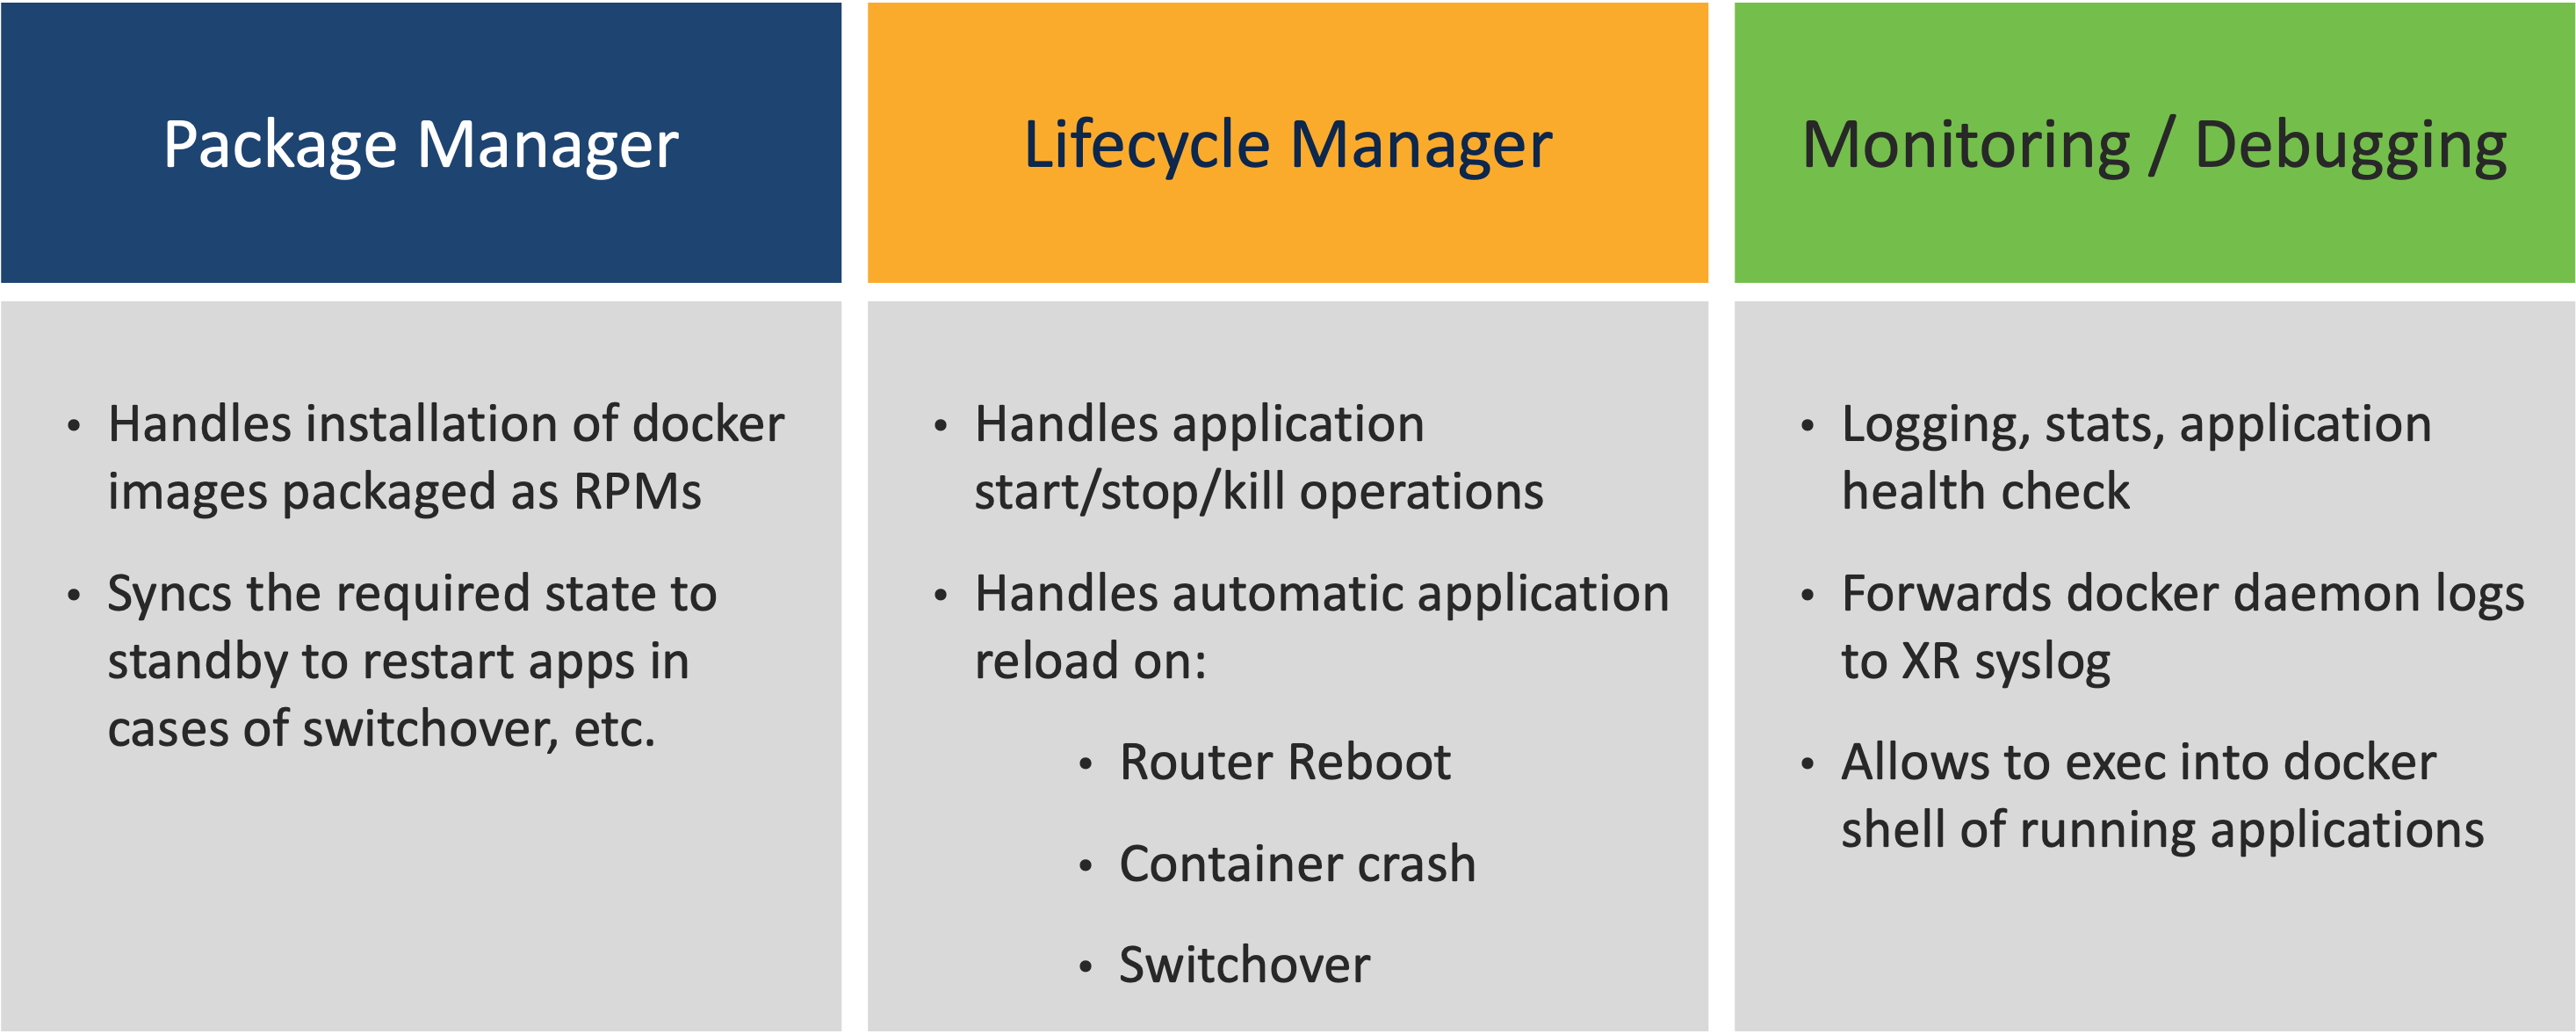 Package Manager
• Handles installation of docker
images packaged as RPMs
• Syncs the required state to
standby to restart apps in
cases of switchover, etc.
Lifecycle Manager
• Handles application
start/stop/kill operations
• Handles automatic application
reload on:
• Router Reboot
• Container crash
• Switchover
Monitoring / Debugging
• Logging, stats, application
health check
• Forwards docker daemon logs
to XR syslog
• Allows to exec into docker
shell of running applications